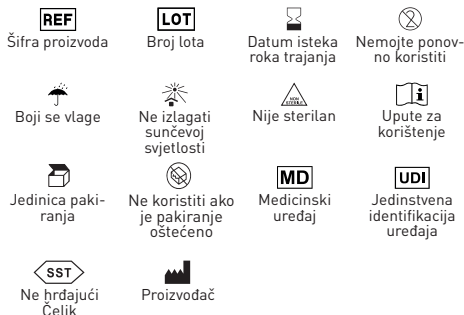 REF
Šifra proizvoda
LOT
Broj lota
Datum isteka
roka trajanja
2
Nemojte ponov-
no koristiti
Boji se vlage
Ne izlagati
sunčevoj
svjetlosti
NON
STERILE
Nije sterilan
i
Upute za
korištenje
Jedinica paki-
ranja
Ne koristiti ako
je pakiranje
oštećeno
MD
Medicinski
uređaj
UDI
Jedinstvena
identifikacija
uređaja
SST
Ne hrđajući
Čelik
Proizvođač